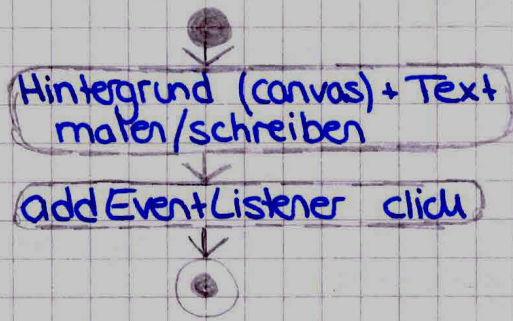 Hintergrund (canvas) + Text
malen/schreiben
addEventListener click